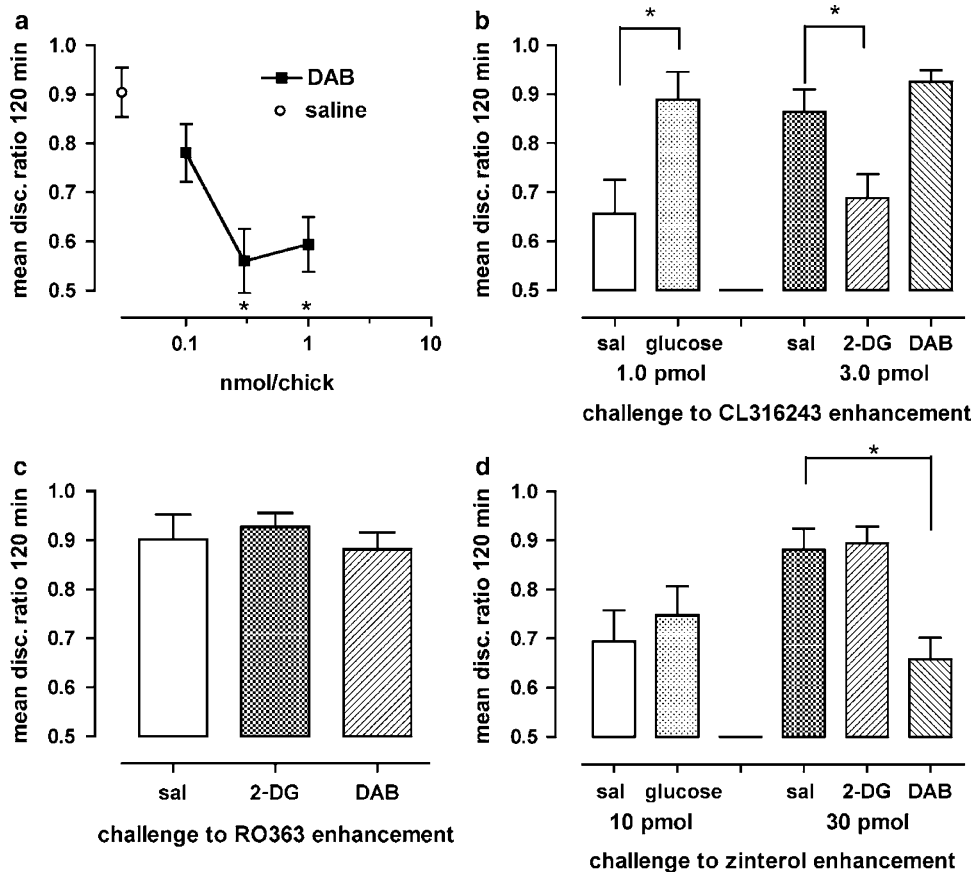 a
mean disc. ratio 120 min
1.0
0.9
0.8
0.7
0.6
0.5
DAB
saline
* *
0.1 1 10
nmol/chick
b
mean disc. ratio 120 min
1.0
0.9
0.8
0.7
0.6
0.5
* *
sal glucose sal 2-DG DAB
1.0 pmol 3.0 pmol
challenge to CL316243 enhancement
c
mean disc. ratio 120 min
1.0
0.9
0.8
0.7
0.6
0.5
sal 2-DG DAB
challenge to RO363 enhancement
d
mean disc. ratio 120 min
1.0
0.9
0.8
0.7
0.6
0.5
*
sal glucose sal 2-DG DAB
10 pmol 30 pmol
challenge to zinterol enhancement